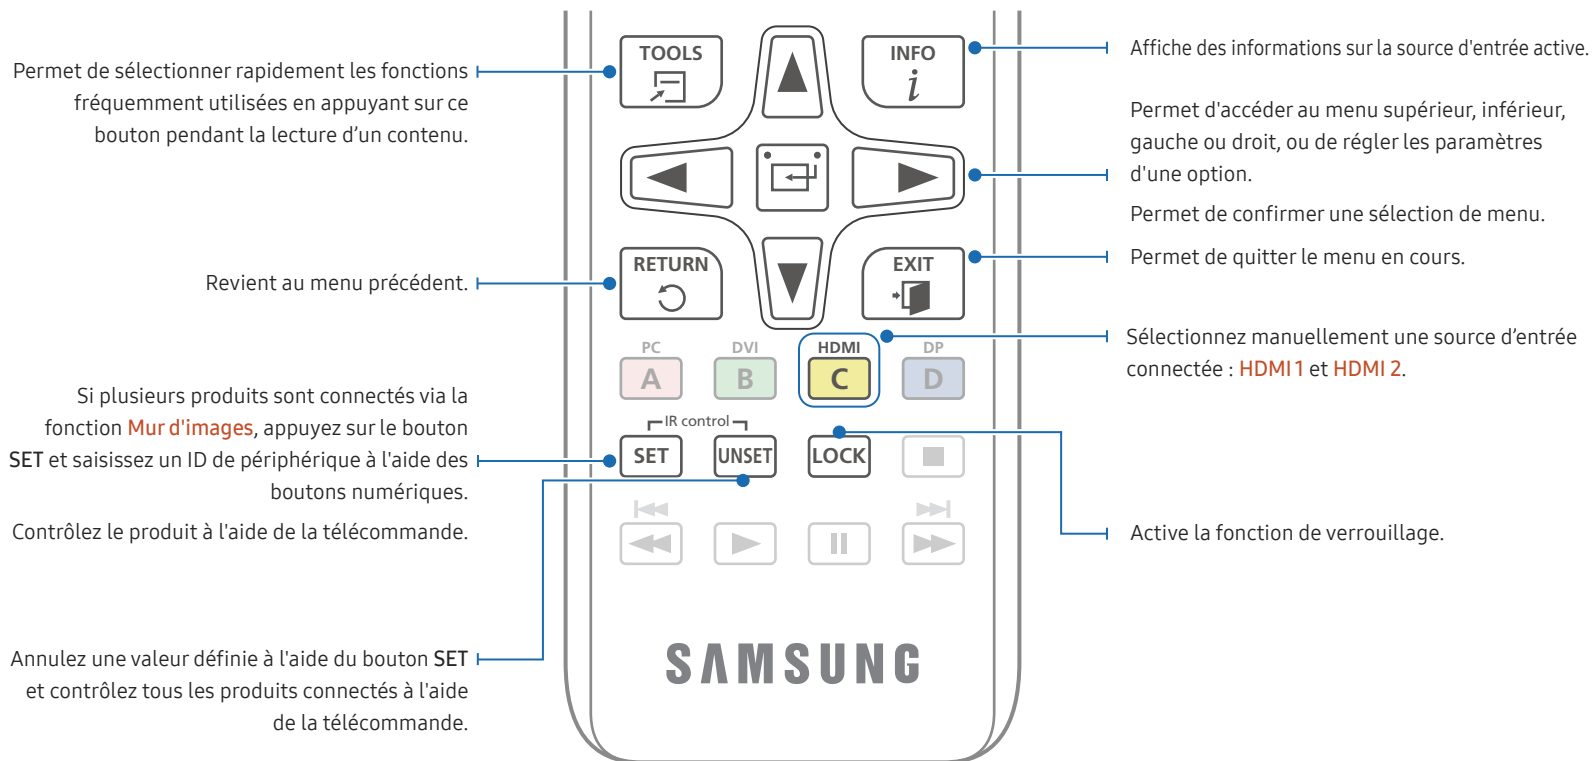 Permet de sélectionner rapidement les fonctions
fréquemment utilisées en appuyant sur ce
bouton pendant la lecture d’un contenu.
Revient au menu précédent.
Si plusieurs produits sont connectés via la
fonction Mur d'images, appuyez sur le bouton
SET et saisissez un ID de périphérique à l'aide des
boutons numériques.
Contrôlez le produit à l'aide de la télécommande.
Annulez une valeur définie à l'aide du bouton SET
et contrôlez tous les produits connectés à l'aide
de la télécommande.
TOOLS
INFO
i
RETURN
EXIT
PC
DVI
HDMI
DP
A
B
C
D
IR control
SET
UNSET
LOCK
SAMSUNG
Affiche des informations sur la source d'entrée active.
Permet d'accéder au menu supérieur, inférieur,
gauche ou droit, ou de régler les paramètres
d'une option.
Permet de confirmer une sélection de menu.
Permet de quitter le menu en cours.
Sélectionnez manuellement une source d’entrée
connectée : HDMI 1 et HDMI 2.
Active la fonction de verrouillage.